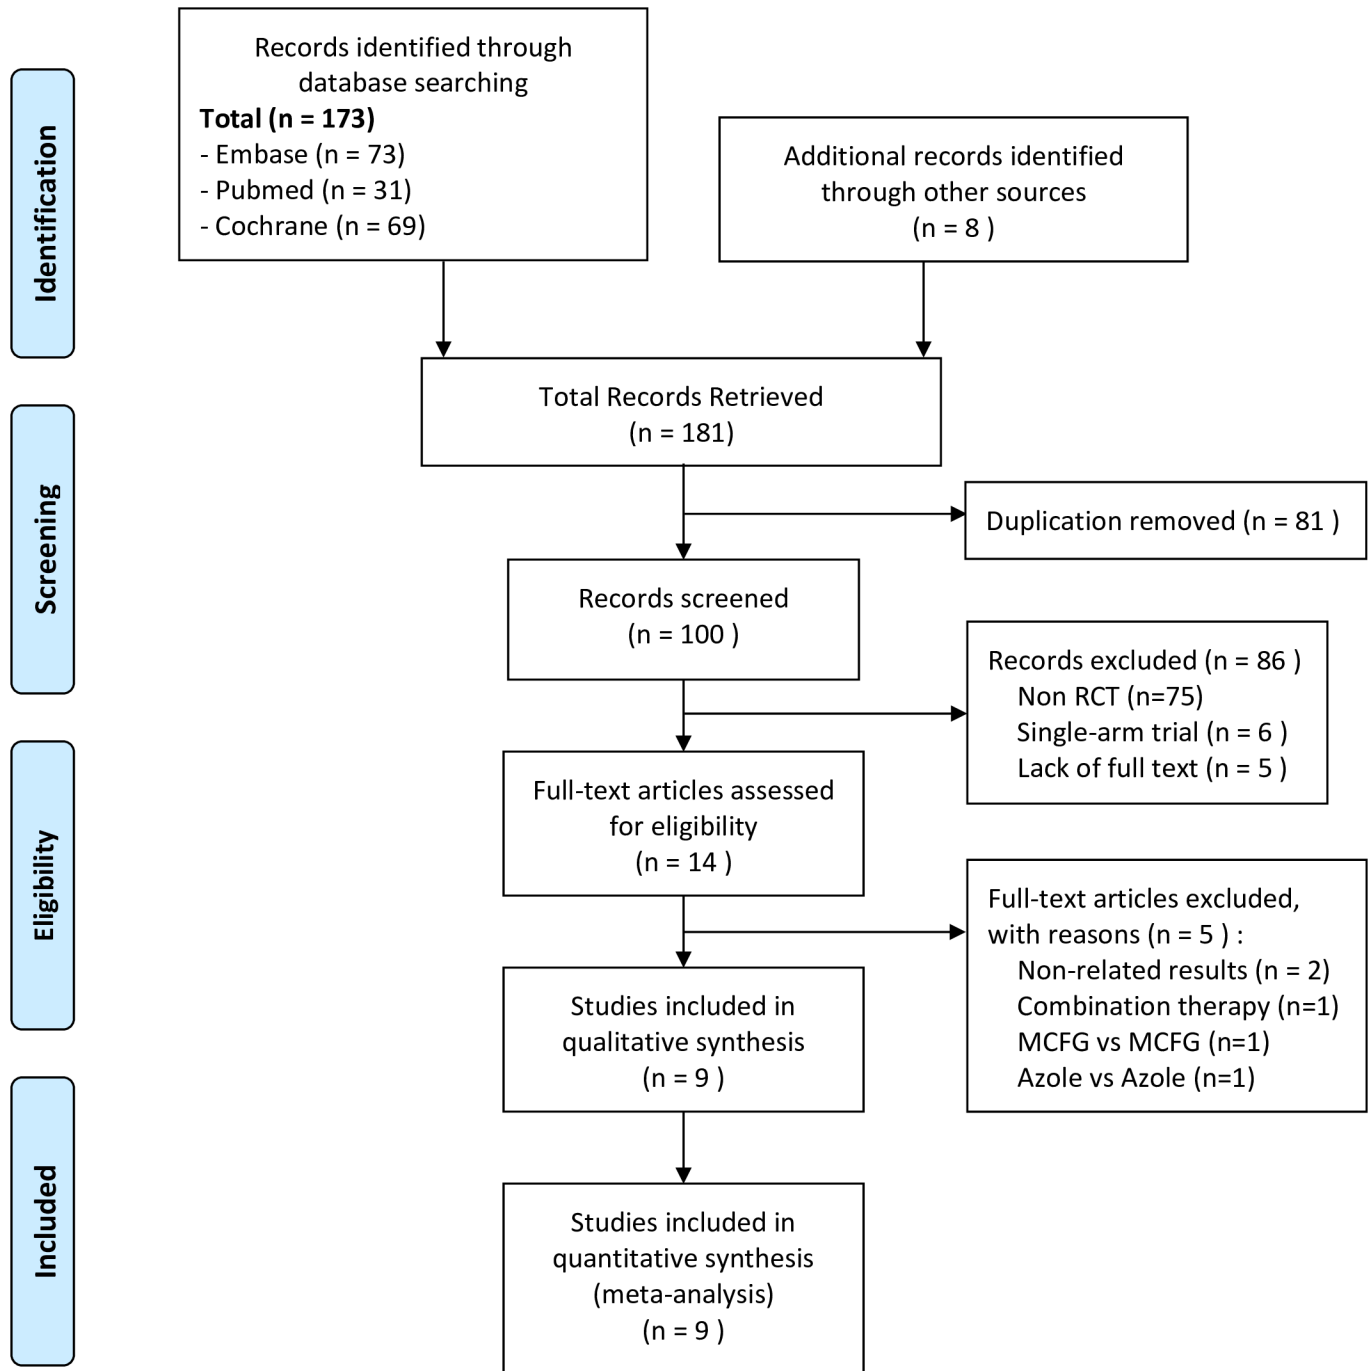 Identification
Records identified through
database searching
Total (n = 173)
- Embase (n = 73)
- Pubmed (n = 31)
- Cochrane (n = 69)
Additional records identified
through other sources
(n = 8 )
Total Records Retrieved
(n = 181)
Screening
Duplication removed (n = 81 )
Records screened
(n = 100 )
Records excluded (n = 86 )
Non RCT (n=75)
Single-arm trial (n = 6 )
Lack of full text (n = 5 )
Eligibility
Full-text articles assessed
for eligibility
(n = 14 )
Full-text articles excluded,
with reasons (n = 5 ) :
Non-related results (n = 2)
Combination therapy (n=1)
MCFG vs MCFG (n=1)
Azole vs Azole (n=1)
Studies included in
qualitative synthesis
(n = 9 )
Included
Studies included in
quantitative synthesis
(meta-analysis)
(n = 9 )